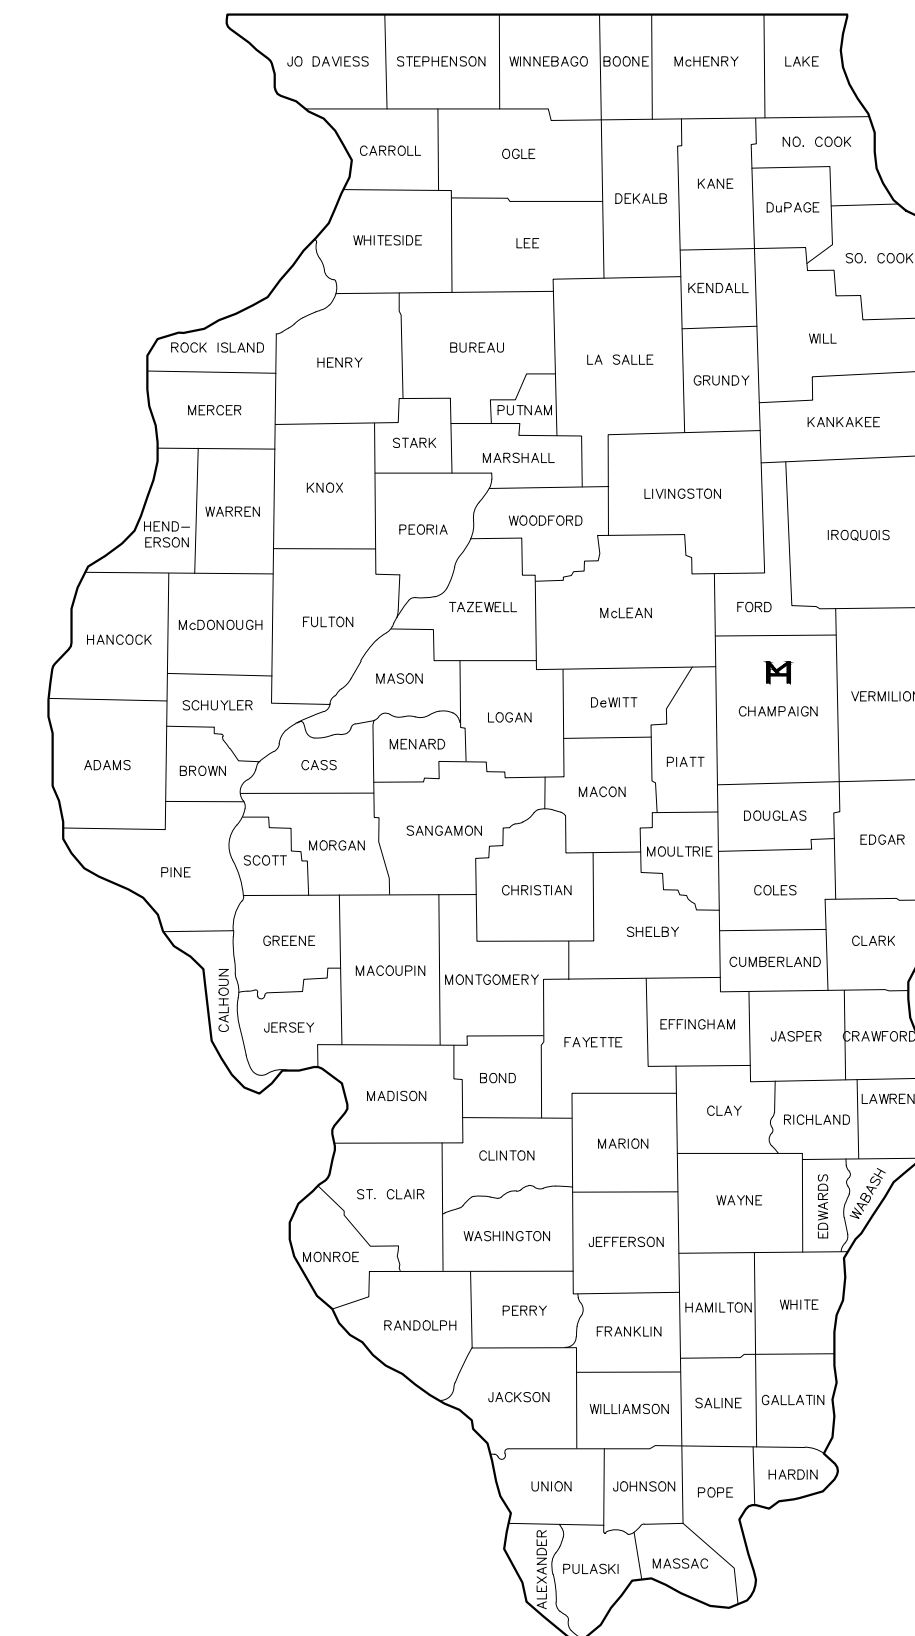 JO DAVIESS
STEPHENSON
WINNEBAGO
BOONE
McHENRY
LAKE
CARROLL
OGLE
DEKALB
KANE
NO. COOK
DuPAGE
WHITESIDE
LEE
SO. COOK
KENDALL
ROCK ISLAND
HENRY
BUREAU
LA SALLE
WILL
GRUNDY
MERCER
PUTNAM
KANKAKEE
STARK
MARSHALL
KNOX
LIVINGSTON
WARREN
HEND-
ERSON
PEORIA
WOODFORD
IROQUOIS
HANCOCK
McDONOUGH
FULTON
TAZEWELL
McLEAN
FORD
MASON
SCHUYLER
LOGAN
DeWITT
CHAMPAIGN
VERMILION
ADAMS
BROWN
CASS
MENARD
MACON
PIATT
PINE
SCOTT
MORGAN
SANGAMON
DOUGLAS
MOULTRIE
EDGAR
CHRISTIAN
COLES
SHELBY
GREENE
MACOUPIN
MONTGOMERY
CUMBERLAND
CLARK
CALHOUN
JERSEY
FAYETTE
EFFINGHAM
JASPER
CRAWFORD
MADISON
BOND
CLAY
RICHLAND
LAWREN
CLINTON
MARION
ST. CLAIR
WAYNE
EDWARDS
WABASH
WASHINGTON
JEFFERSON
MONROE
RANDOLPH
PERRY
FRANKLIN
HAMILTON
WHITE
JACKSON
WILLIAMSON
SALINE
GALLATIN
UNION
JOHNSON
POPE
HARDIN
ALEXANDER
PULASKI
MASSAC